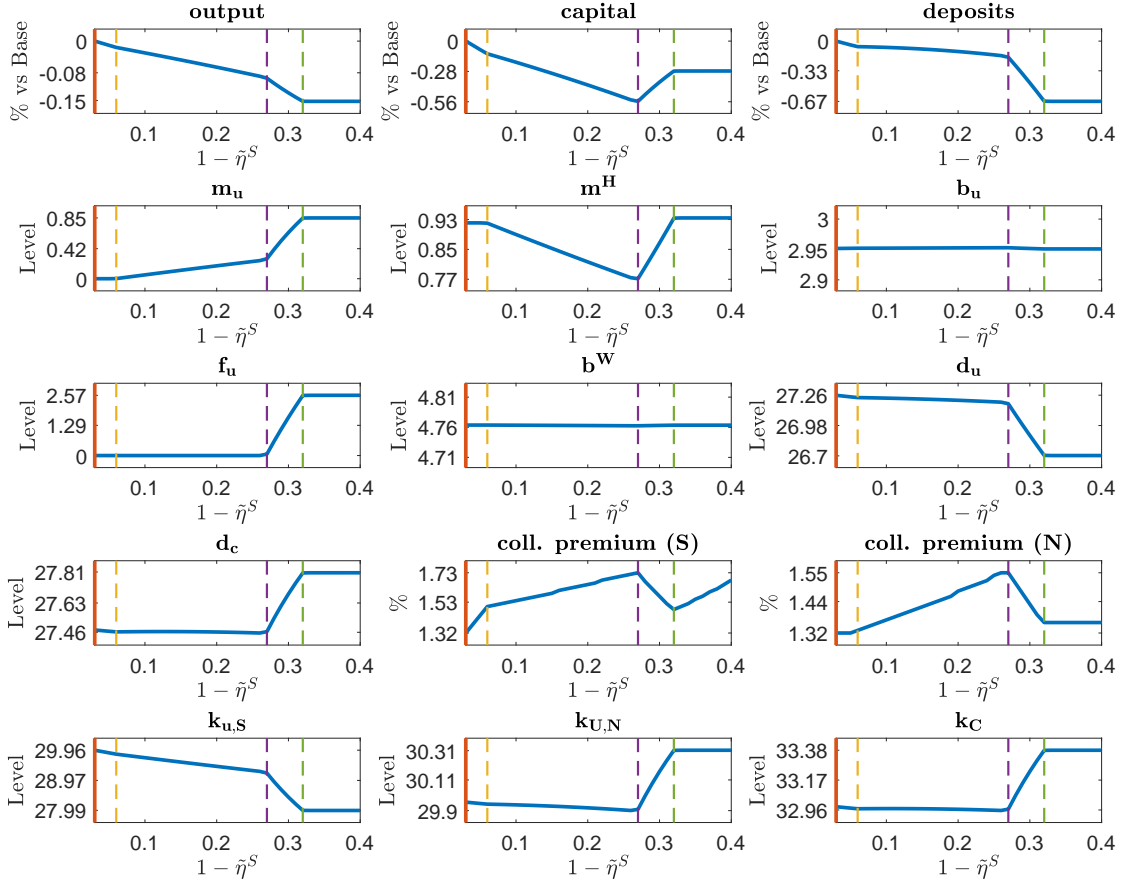 output
capital
deposits
% vs Base
0
-0.08
-0.15
0.1 0.2 0.3 0.4
1 − η̃^S
% vs Base
0
-0.28
-0.56
0.1 0.2 0.3 0.4
1 − η̃^S
% vs Base
0
-0.33
-0.67
0.1 0.2 0.3 0.4
1 − η̃^S
m_u
m^H
b_u
Level
0.85
0.42
0
0.1 0.2 0.3 0.4
1 − η̃^S
Level
0.93
0.85
0.77
0.1 0.2 0.3 0.4
1 − η̃^S
Level
3
2.95
2.9
0.1 0.2 0.3 0.4
1 − η̃^S
f_u
b^W
d_u
Level
2.57
1.29
0
0.1 0.2 0.3 0.4
1 − η̃^S
Level
4.81
4.76
4.71
0.1 0.2 0.3 0.4
1 − η̃^S
Level
27.26
26.98
26.7
0.1 0.2 0.3 0.4
1 − η̃^S
d_c
coll. premium (S)
coll. premium (N)
Level
27.81
27.63
27.46
0.1 0.2 0.3 0.4
1 − η̃^S
%
1.73
1.53
1.32
0.1 0.2 0.3 0.4
1 − η̃^S
%
1.55
1.44
1.32
0.1 0.2 0.3 0.4
1 − η̃^S
k_u,S
k_U,N
k_C
Level
29.96
28.97
27.99
0.1 0.2 0.3 0.4
1 − η̃^S
Level
30.31
30.11
29.9
0.1 0.2 0.3 0.4
1 − η̃^S
Level
33.38
33.17
32.96
0.1 0.2 0.3 0.4
1 − η̃^S